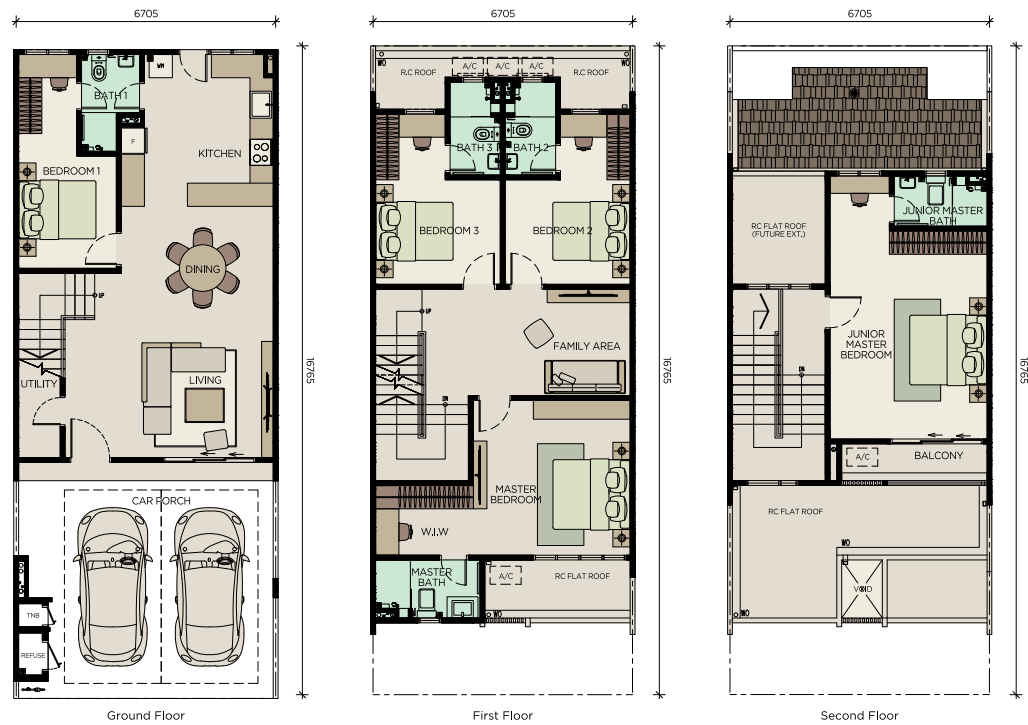 6705
16765
BATH 1
WM
F
KITCHEN
BEDROOM 1
DINING
UP
LIVING
UTILITY
CAR PORCH
TNB
REFUSE
Ground Floor
6705
16765
WO
A/C
A/C
A/C
WO
R.C ROOF
R.C ROOF
BATH 3
BATH 2
BEDROOM 3
BEDROOM 2
UP
FAMILY AREA
DN
MASTER
BEDROOM
W.I.W
MASTER
BATH
A/C
RC FLAT ROOF
WO
First Floor
6705
16765
JUNIOR MASTER
BATH
RC FLAT ROOF
(FUTURE EXT.)
JUNIOR
MASTER
BEDROOM
DN
A/C
BALCONY
RC FLAT ROOF
WO
VOID
WO
Second Floor